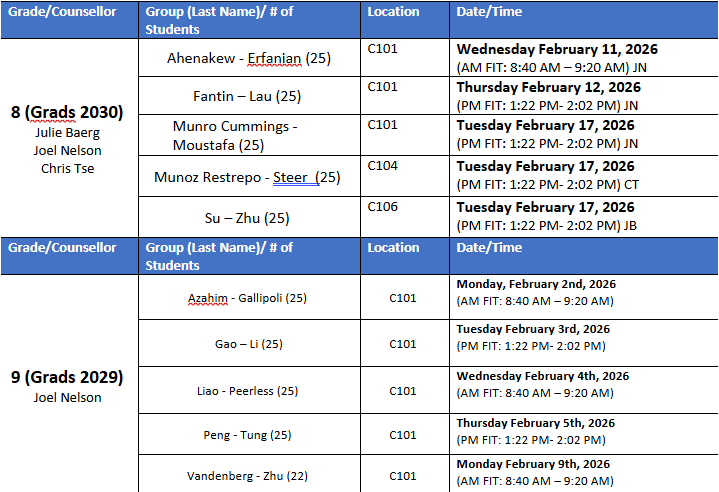 Grade/Counsellor
Group (Last Name)/ # of
Students
Location
Date/Time
8 (Grads 2030)
Julie Baerg
Joel Nelson
Chris Tse
Ahenakew - Erfanian (25)
C101
Wednesday February 11, 2026
(AM FIT: 8:40 AM – 9:20 AM) JN
Fantin – Lau (25)
C101
Thursday February 12, 2026
(PM FIT: 1:22 PM- 2:02 PM) JN
Munro Cummings -
Moustafa (25)
C101
Tuesday February 17, 2026
(PM FIT: 1:22 PM- 2:02 PM) JN
Munoz Restrepo - Steer  (25)
C104
Tuesday February 17, 2026
(PM FIT: 1:22 PM- 2:02 PM) CT
Su – Zhu (25)
C106
Tuesday February 17, 2026
(PM FIT: 1:22 PM- 2:02 PM) JB
Grade/Counsellor
Group (Last Name)/ # of
Students
Location
Date/Time
9 (Grads 2029)
Joel Nelson
Azahim - Gallipoli (25)
C101
Monday, February 2nd, 2026
(AM FIT: 8:40 AM – 9:20 AM)
Gao – Li (25)
C101
Tuesday February 3rd, 2026
(PM FIT: 1:22 PM- 2:02 PM)
Liao - Peerless (25)
C101
Wednesday February 4th, 2026
(AM FIT: 8:40 AM – 9:20 AM)
Peng - Tung (25)
C101
Thursday February 5th, 2026
(PM FIT: 1:22 PM- 2:02 PM)
Vandenberg - Zhu (22)
C101
Monday February 9th, 2026
(AM FIT: 8:40 AM – 9:20 AM)